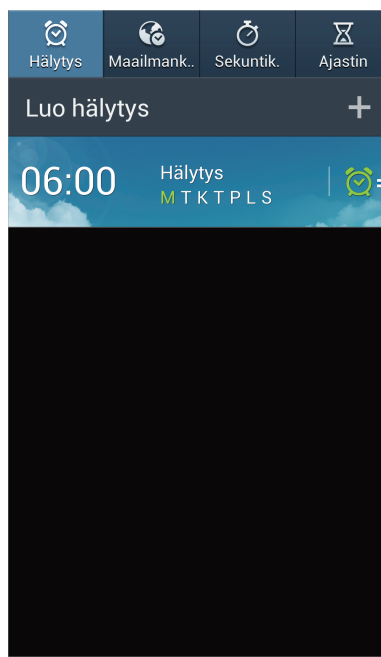 Hälytys Maailmank.. Sekuntik. Ajastin
Luo hälytys
06:00 Hälytys
M T K T P L S